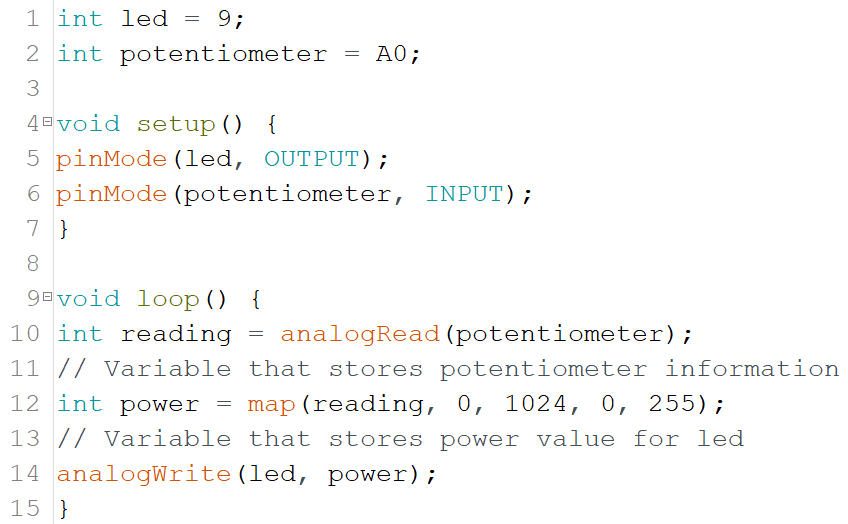 1 int led = 9;
2 int potentiometer = A0;
3
4 void setup() {
5 pinMode(led, OUTPUT);
6 pinMode(potentiometer, INPUT);
7 }
8
9 void loop() {
10 int reading = analogRead(potentiometer);
11 // Variable that stores potentiometer information
12 int power = map(reading, 0, 1024, 0, 255);
13 // Variable that stores power value for led
14 analogWrite(led, power);
15 }